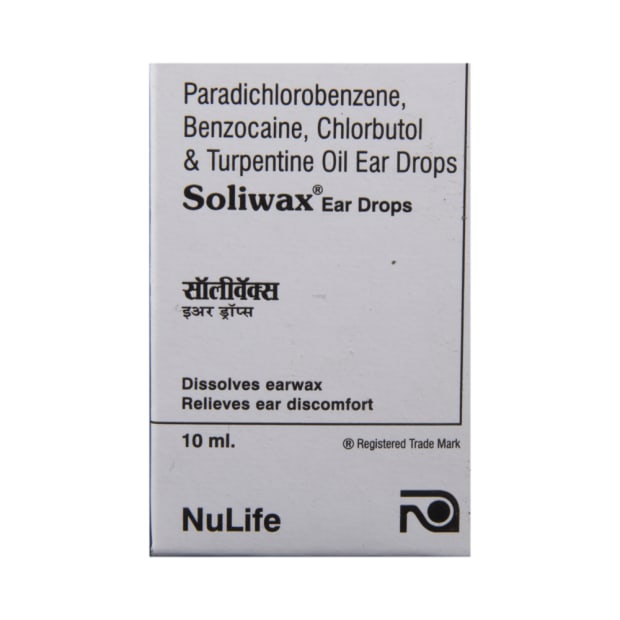 Paradichlorobenzene,
Benzocaine, Chlorbutol
& Turpentine Oil Ear Drops
Soliwax® Ear Drops
सॉलीवॅक्स
इअर ड्रॉप्स
Dissolves earwax
Relieves ear discomfort
10 ml.
® Registered Trade Mark
NuLife